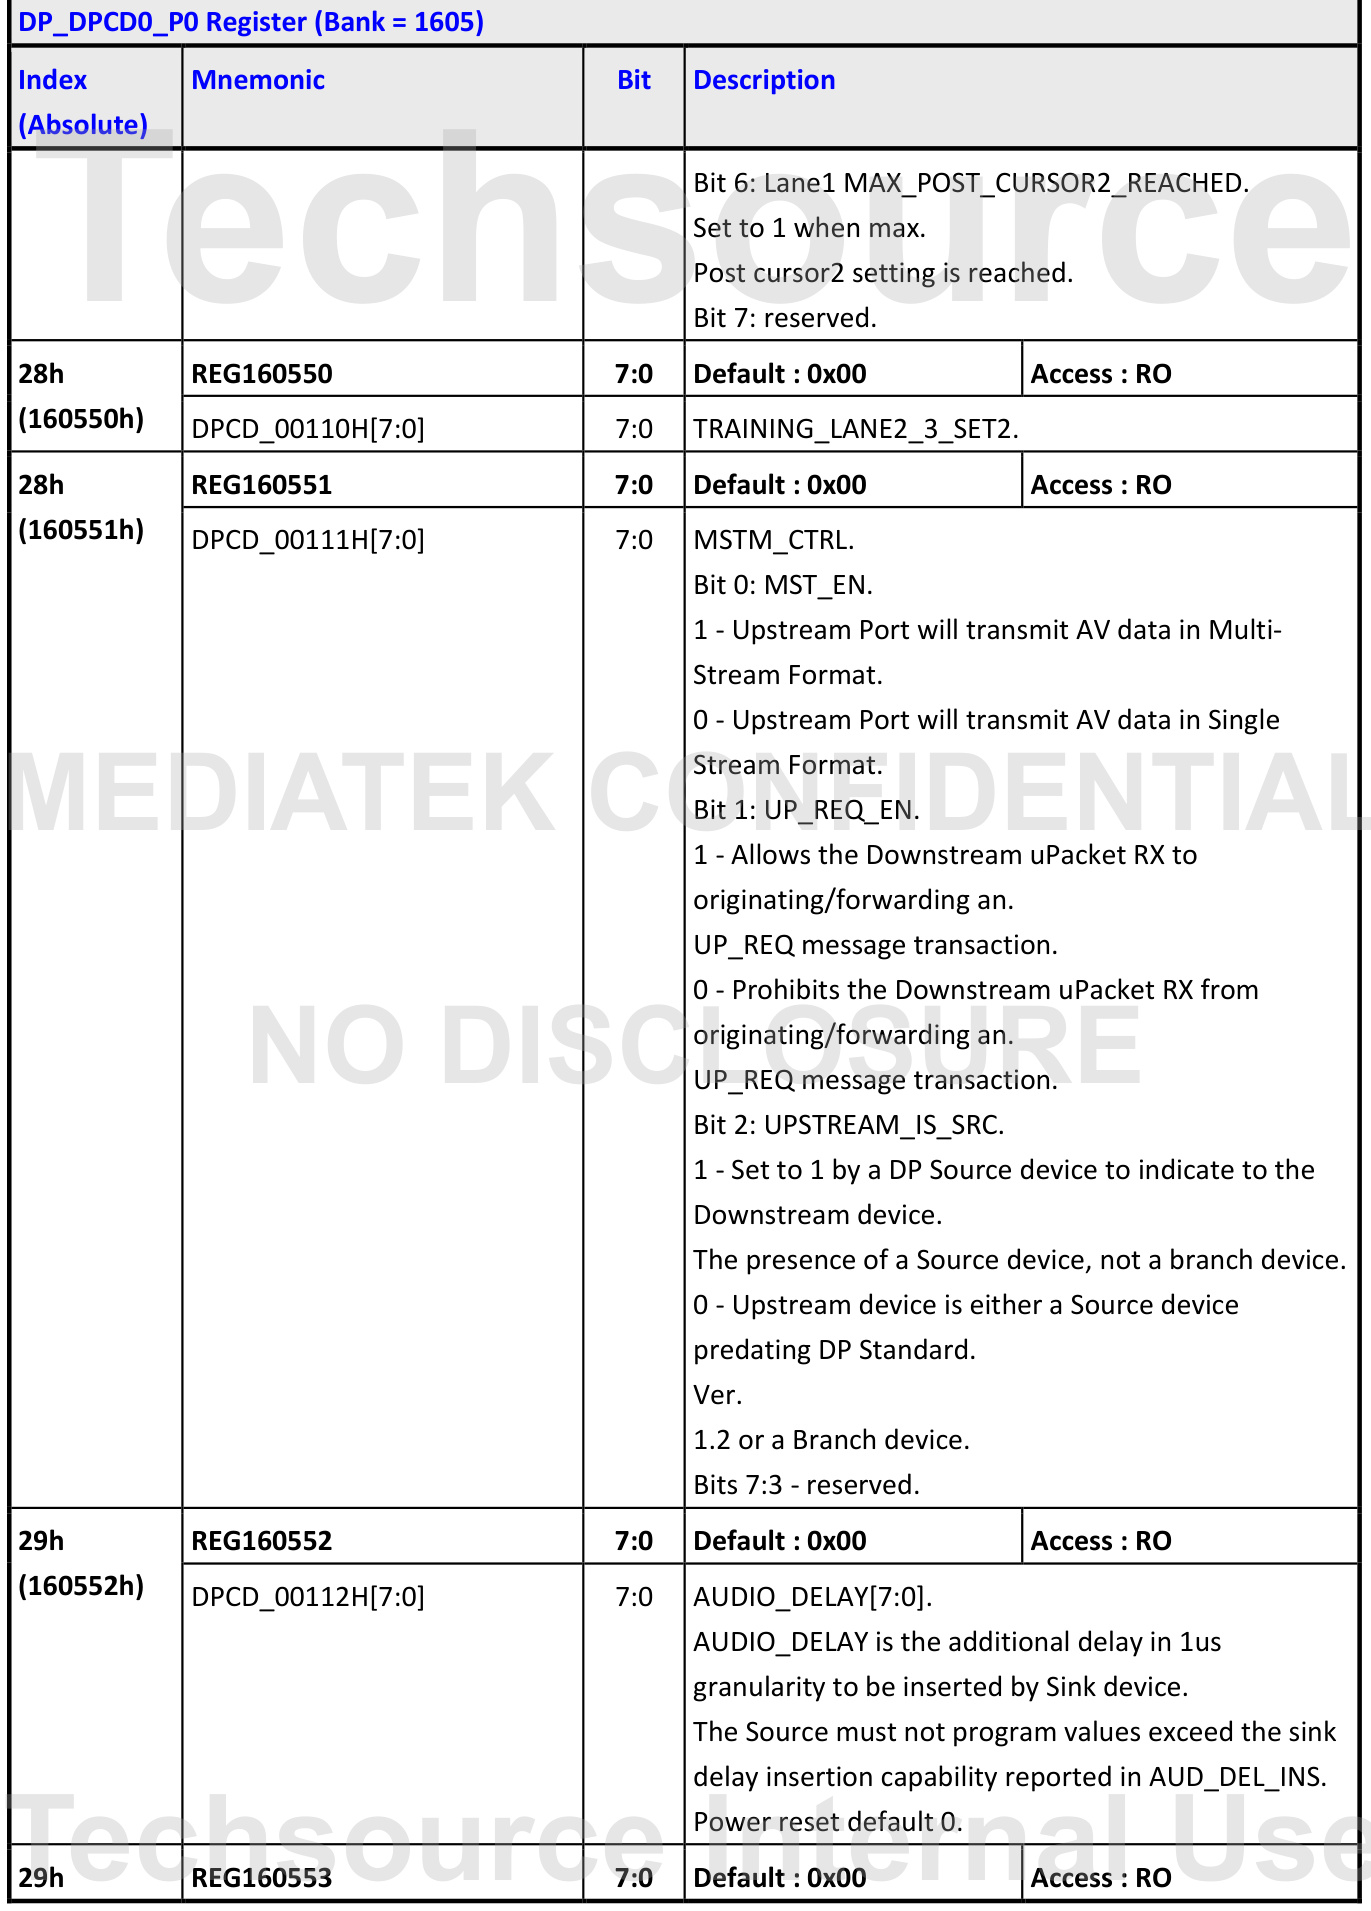 DP_DPCD0_P0 Register (Bank = 1605)
Index Mnemonic Bit Description
(Absolute)
Techsource
Bit 6: Lane1 MAX_POST_CURSOR2_REACHED.
Set to 1 when max.
Post cursor2 setting is reached.
Bit 7: reserved.
28h REG160550 7:0 Default : 0x00 Access : RO
(160550h) DPCD_00110H[7:0] 7:0 TRAINING_LANE2_3_SET2.
28h REG160551 7:0 Default : 0x00 Access : RO
(160551h) DPCD_00111H[7:0] 7:0 MSTM_CTRL.
Bit 0: MST_EN.
1 - Upstream Port will transmit AV data in Multi-
Stream Format.
0 - Upstream Port will transmit AV data in Single
Stream Format.
MEDIATEK CONFIDENTIAL
Bit 1: UP_REQ_EN.
1 - Allows the Downstream uPacket RX to
originating/forwarding an.
UP_REQ message transaction.
0 - Prohibits the Downstream uPacket RX from
originating/forwarding an.
NO DISCLOSURE
UP_REQ message transaction.
Bit 2: UPSTREAM_IS_SRC.
1 - Set to 1 by a DP Source device to indicate to the
Downstream device.
The presence of a Source device, not a branch device.
0 - Upstream device is either a Source device
predating DP Standard.
Ver.
1.2 or a Branch device.
Bits 7:3 - reserved.
29h REG160552 7:0 Default : 0x00 Access : RO
(160552h) DPCD_00112H[7:0] 7:0 AUDIO_DELAY[7:0].
AUDIO_DELAY is the additional delay in 1us
granularity to be inserted by Sink device.
The Source must not program values exceed the sink
delay insertion capability reported in AUD_DEL_INS.
Power reset default 0.
Techsource Internal Use
29h REG160553 7:0 Default : 0x00 Access : RO